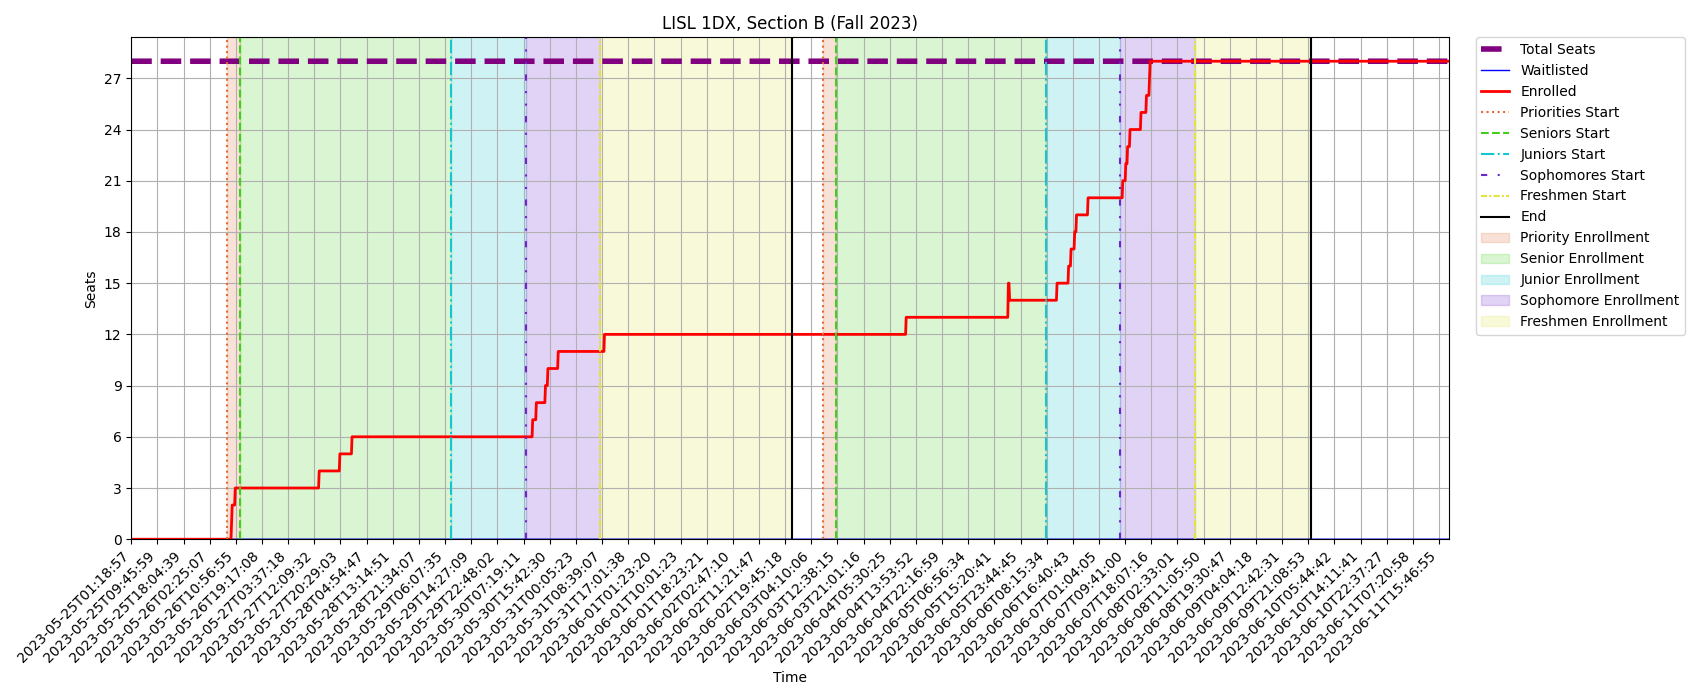 LISL 1DX, Section B (Fall 2023)
Total Seats
Waitlisted
Enrolled
Priorities Start
Seniors Start
Juniors Start
Sophomores Start
Freshmen Start
End
Priority Enrollment
Senior Enrollment
Junior Enrollment
Sophomore Enrollment
Freshmen Enrollment
Seats
27
24
21
18
15
12
9
6
3
0
2023-05-25T01:18:57
2023-05-25T09:45:59
2023-05-25T18:04:39
2023-05-26T02:25:07
2023-05-26T10:56:55
2023-05-26T19:17:08
2023-05-27T03:37:18
2023-05-27T12:09:32
2023-05-27T20:29:03
2023-05-28T04:54:47
2023-05-28T13:14:51
2023-05-28T21:34:07
2023-05-29T06:07:35
2023-05-29T14:27:09
2023-05-29T22:48:02
2023-05-30T07:19:11
2023-05-30T15:42:30
2023-05-31T00:05:23
2023-05-31T08:39:07
2023-05-31T17:01:38
2023-06-01T01:23:20
2023-06-01T10:01:23
2023-06-01T18:23:21
2023-06-02T02:47:10
2023-06-02T11:21:47
2023-06-02T19:45:18
2023-06-03T04:10:06
2023-06-03T12:38:15
2023-06-03T21:01:16
2023-06-04T05:30:25
2023-06-04T13:53:52
2023-06-04T22:16:59
2023-06-05T06:56:34
2023-06-05T15:20:41
2023-06-05T23:44:45
2023-06-06T08:15:34
2023-06-06T16:40:43
2023-06-07T01:04:05
2023-06-07T09:41:00
2023-06-07T18:07:16
2023-06-08T02:33:01
2023-06-08T11:05:50
2023-06-08T19:30:47
2023-06-09T04:04:18
2023-06-09T12:42:31
2023-06-09T21:08:53
2023-06-10T05:44:42
2023-06-10T14:11:41
2023-06-10T22:37:27
2023-06-11T07:20:58
2023-06-11T15:46:55
Time